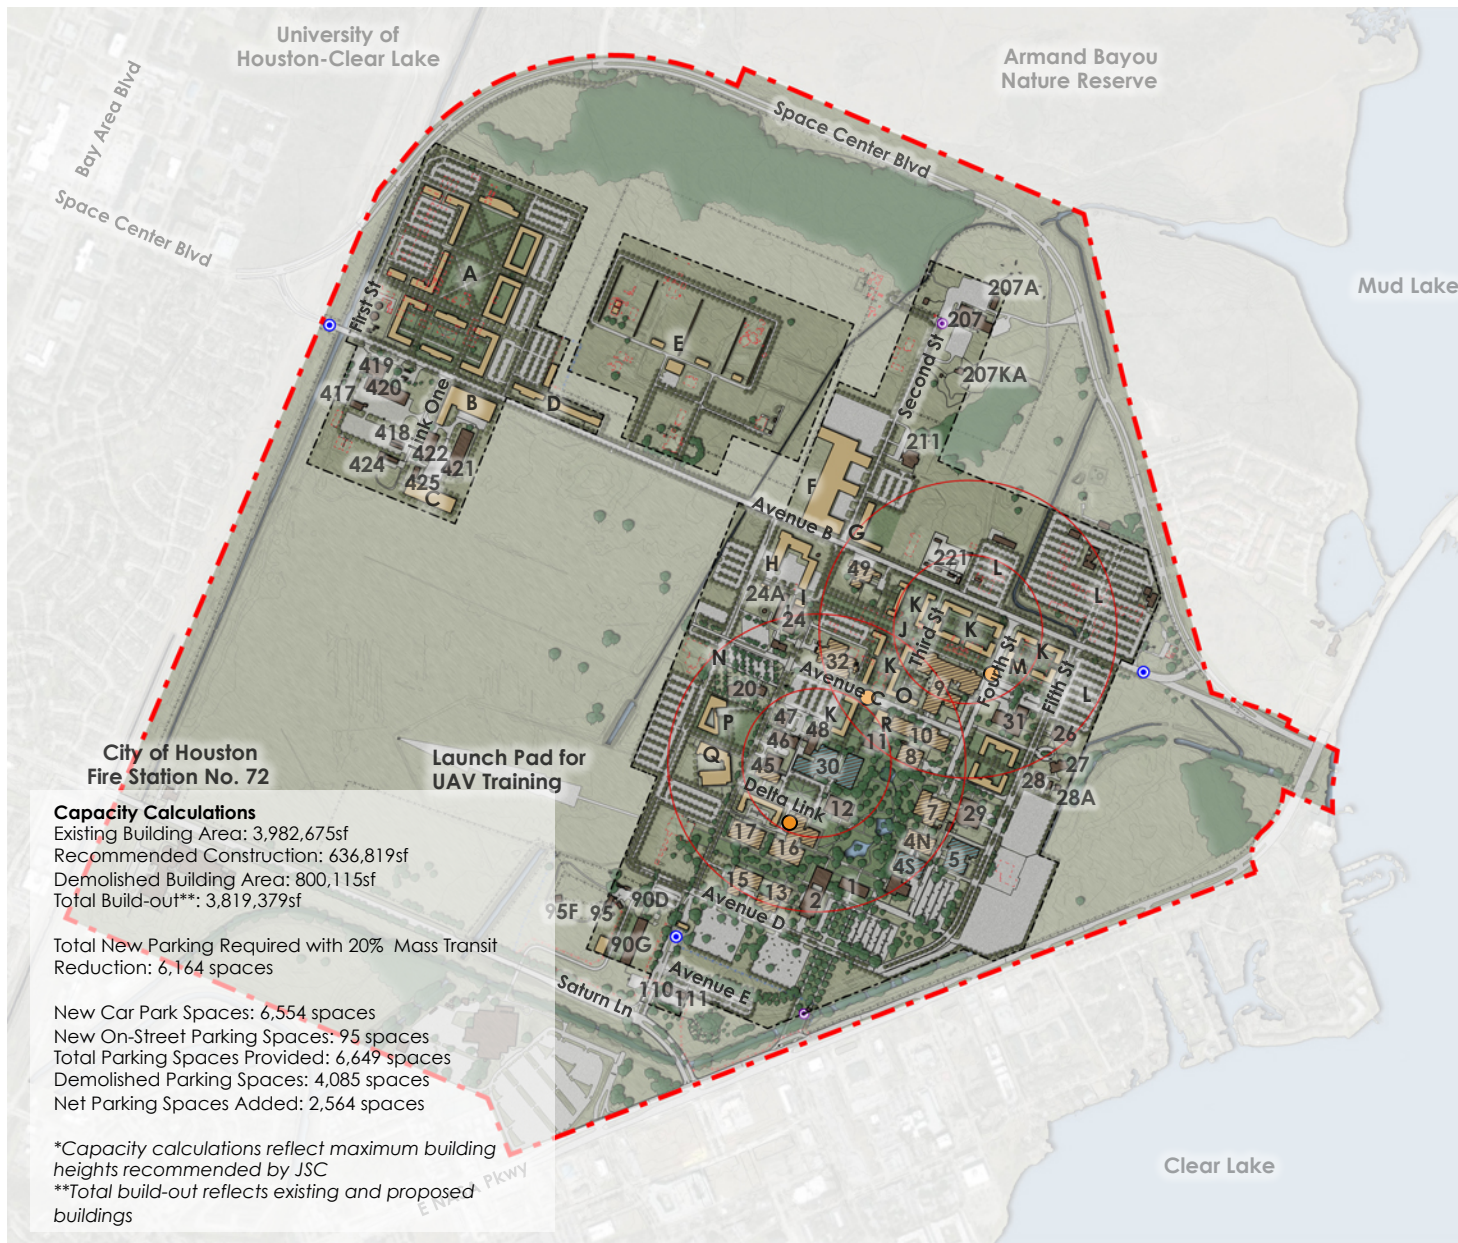 University of
Houston-Clear Lake
Armand Bayou
Nature Reserve
Bay Area Blvd
Space Center Blvd
Space Center Blvd
Mud Lake
A
First St
207A
207
E
Second St
207KA
419
420
417
Link One
B
D
418
422
421
424
425
C
211
F
Avenue B
G
H
49
221
L
24A
I
24
K
J
Third St
K
L
N
32
K
Avenue C
O
9
Fourth St
M
K
Fifth St
L
20
P
47
48
K
R
31
26
46
11
10
Q
45
30
8
27
28
28A
City of Houston
Fire Station No. 72
Launch Pad for
UAV Training
Delta Link
12
7
29
17
16
4N
4S
5
15
13
2
1
95F
95
90D
Avenue D
90G
Avenue E
110
111
Saturn Ln
Capacity Calculations
Existing Building Area: 3,982,675sf
Recommended Construction: 636,819sf
Demolished Building Area: 800,115sf
Total Build-out**: 3,819,379sf
Total New Parking Required with 20% Mass Transit
Reduction: 6,164 spaces
New Car Park Spaces: 6,554 spaces
New On-Street Parking Spaces: 95 spaces
Total Parking Spaces Provided: 6,649 spaces
Demolished Parking Spaces: 4,085 spaces
Net Parking Spaces Added: 2,564 spaces
*Capacity calculations reflect maximum building
heights recommended by JSC
**Total build-out reflects existing and proposed
buildings
E NASA Pkwy
Clear Lake